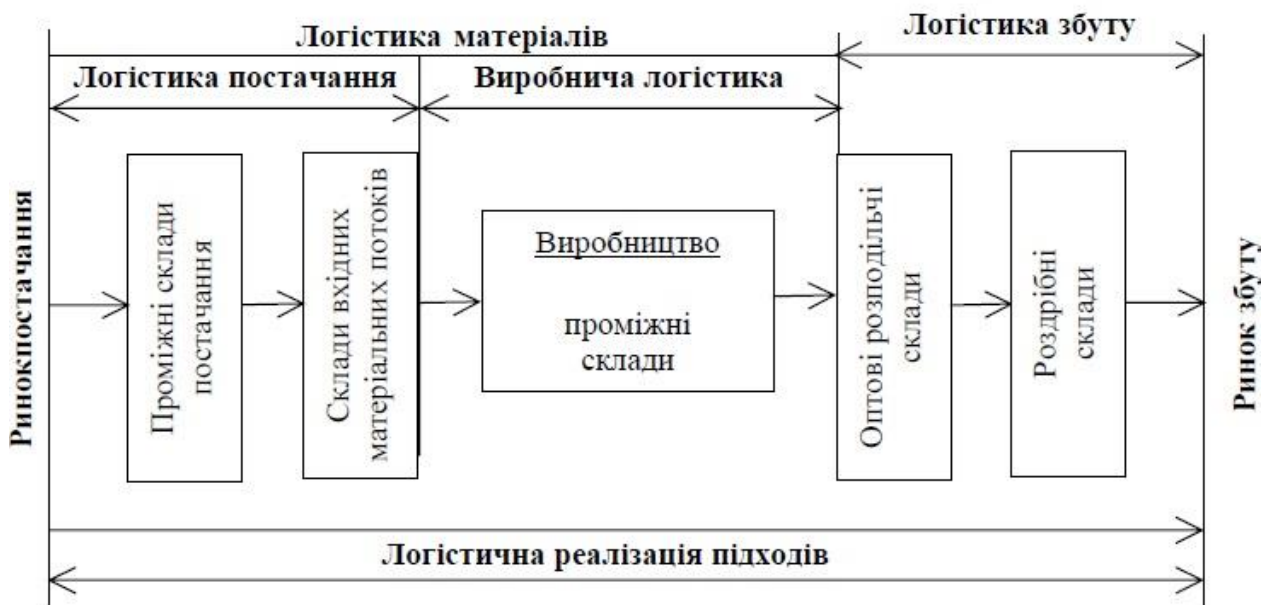 Логістика збуту
Логістика матеріалів
Логістика постачання
Виробнича логістика
Ринокпостачання
Проміжні склади
постачання
Склади вхідних
матеріальних потоків
Виробництво
проміжні
склади
Оптові розподільчі
склади
Роздрібні
склади
Ринок збуту
Логістична реалізація підходів